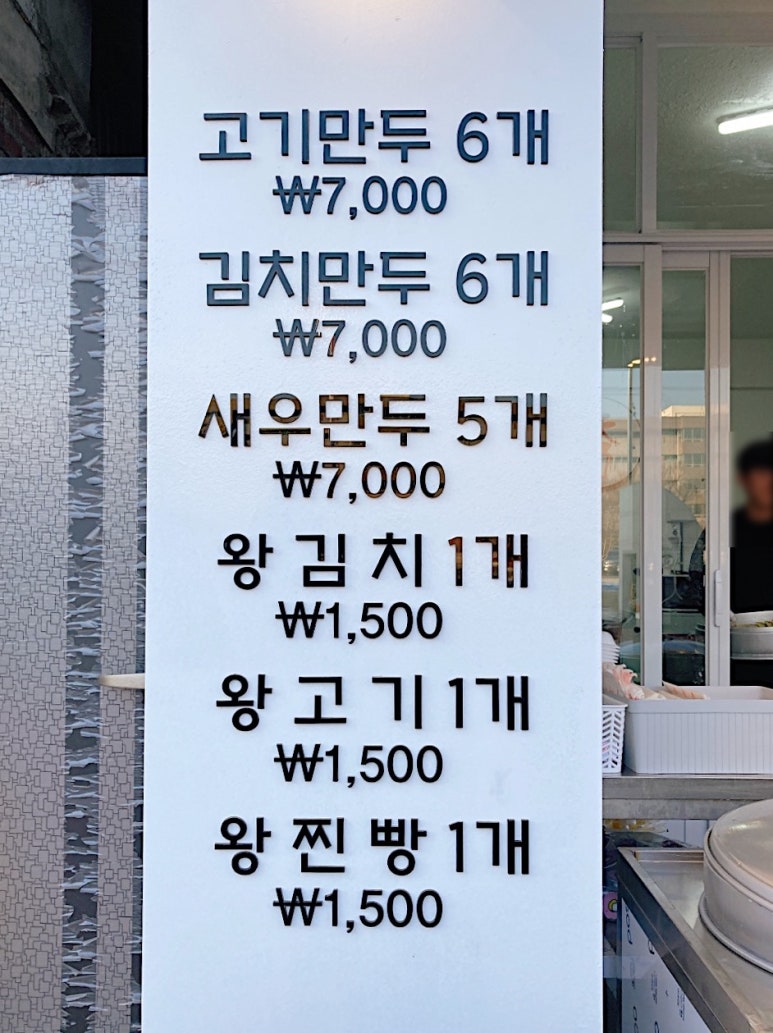 고기만두 6개
₩7,000
김치만두 6개
₩7,000
새우만두 5개
₩7,000
왕김치 1개
₩1,500
왕고기 1개
₩1,500
왕찐빵 1개
₩1,500